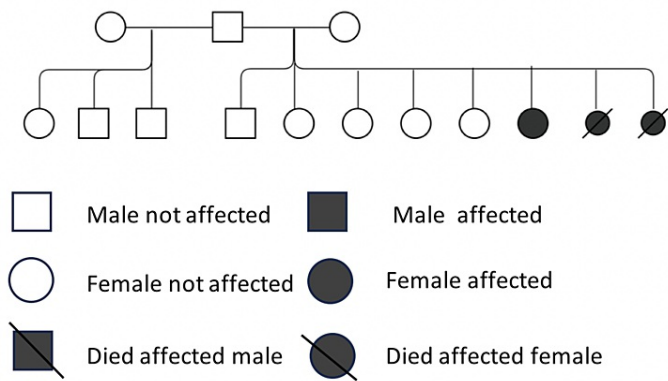 Male not affected
Male  affected
Female not affected
Female affected
Died affected male
Died affected female